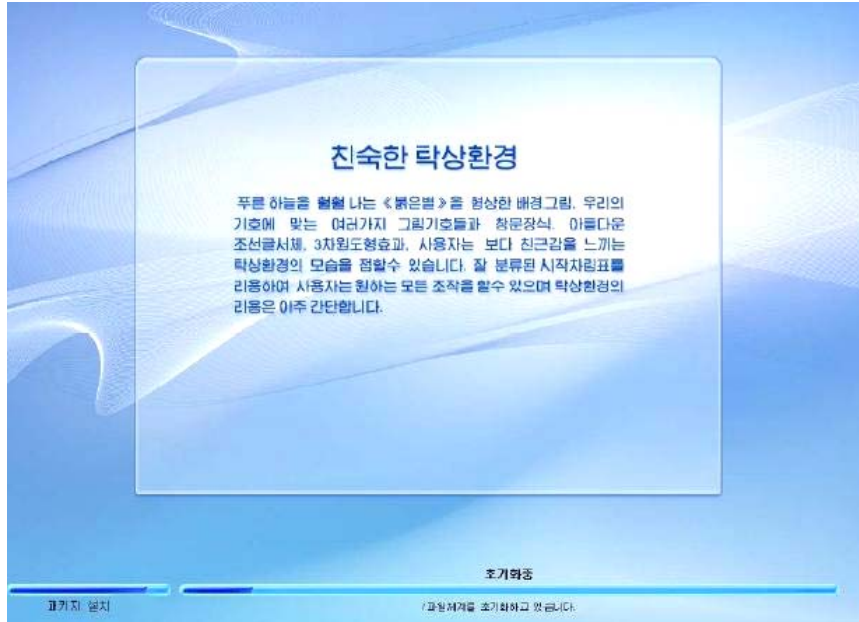 친숙한 탁상환경
푸른 하늘을 훨훨 나는 《붉은별》을 형상한 배경그림, 우리의
기호에 맞는 여러가지 그림기호들과 창문장식, 아름다운
조선글서체, 3차원도형효과, 사용자는 보다 친근감을 느끼는
탁상환경의 모습을 접할수 있습니다. 잘 분류된 시작차림표를
리용하여 사용자는 원하는 모든 조작을 할수 있으며 탁상환경의
리용은 아주 간단합니다.
초기화중
파키지 설치
/파일체계를 초기화하고 있습니다.